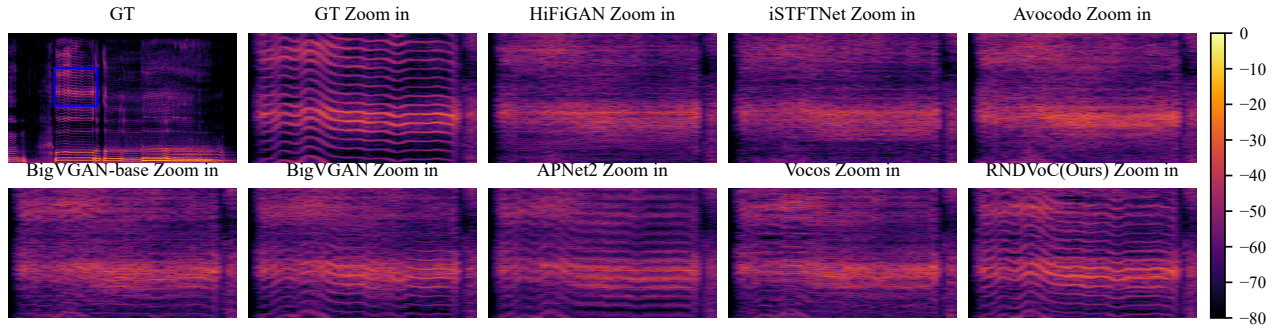 GT
GT Zoom in
HiFiGAN Zoom in
iSTFTNet Zoom in
Avocodo Zoom in
BigVGAN-base Zoom in
BigVGAN Zoom in
APNet2 Zoom in
Vocos Zoom in
RNDVoC(Ours) Zoom in
0
−10
−20
−30
−40
−50
−60
−70
−80